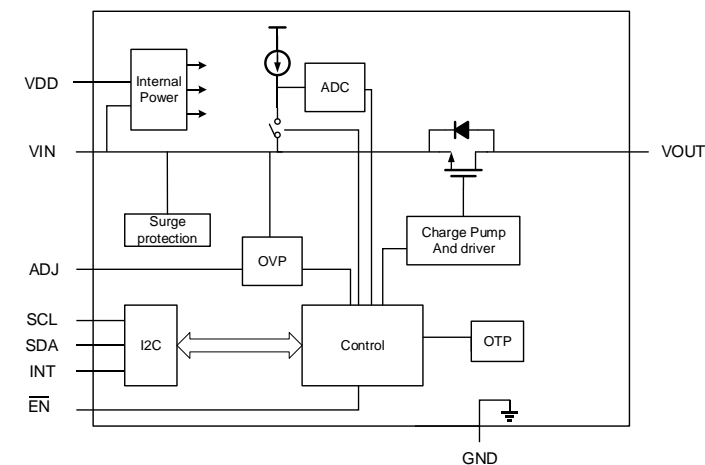 VDD
Internal
Power
ADC
VIN
VOUT
Surge
protection
Charge Pump
And driver
OVP
ADJ
SCL
SDA
INT
I2C
Control
OTP
EN
GND